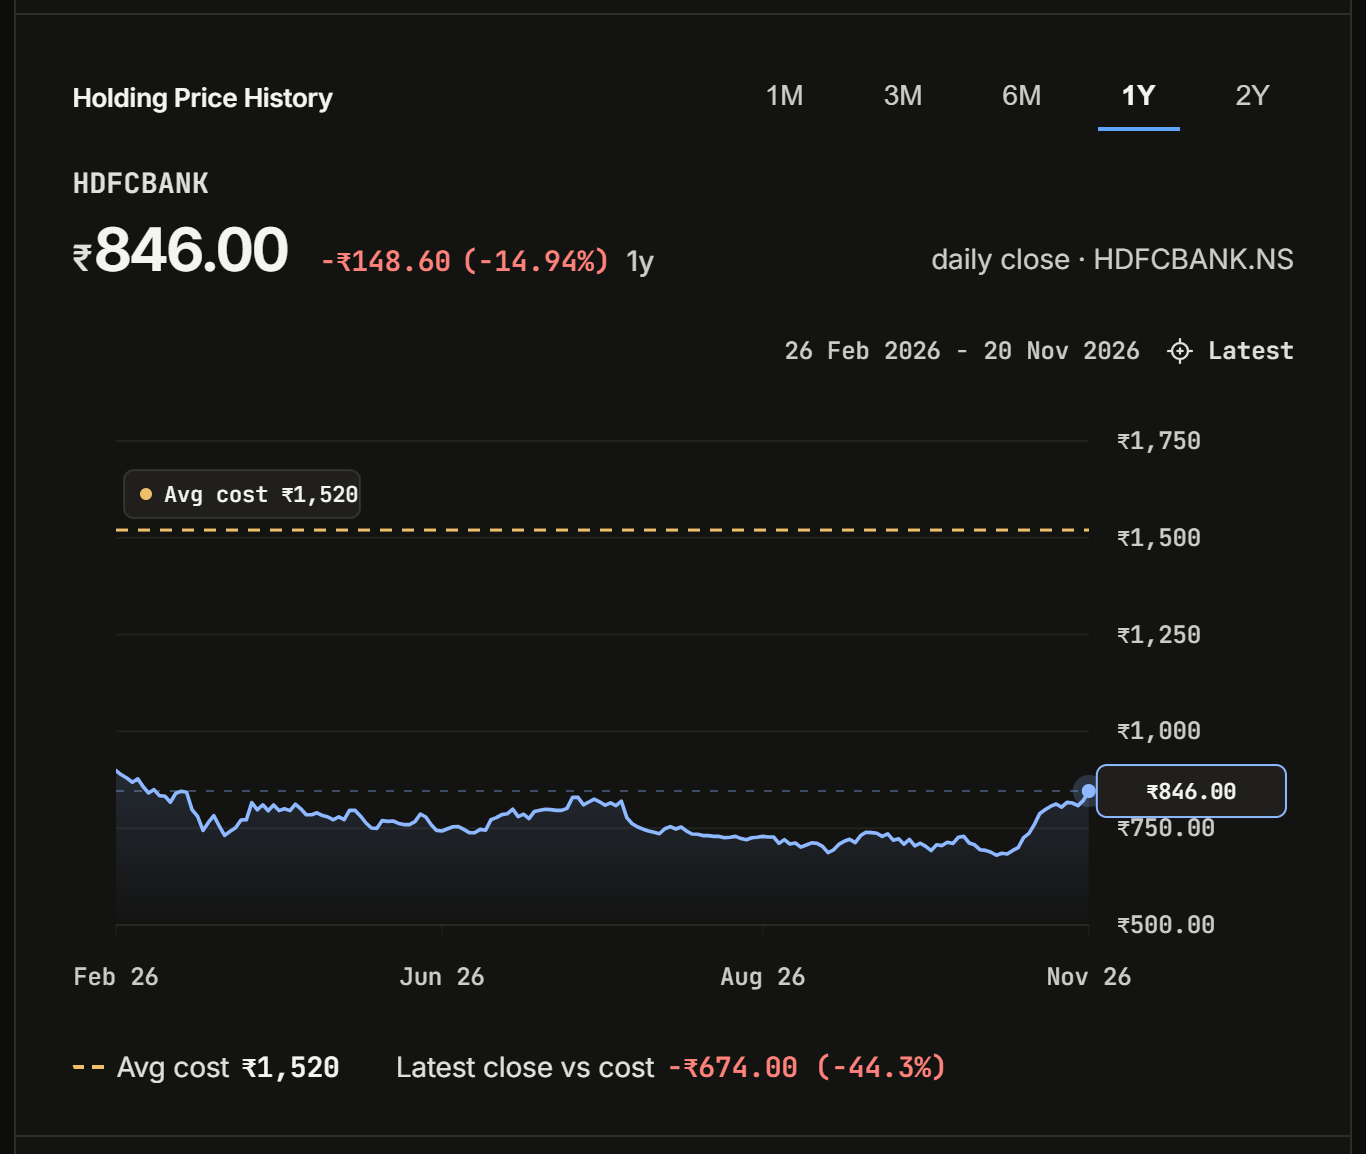 Holding Price History
1M 3M 6M 1Y 2Y
HDFCBANK
₹846.00 -₹148.60 (-14.94%) 1y
daily close · HDFCBANK.NS
26 Feb 2026 - 20 Nov 2026 Latest
₹1,750
Avg cost ₹1,520
₹1,500
₹1,250
₹1,000
₹846.00
₹750.00
₹500.00
Feb 26 Jun 26 Aug 26 Nov 26
Avg cost ₹1,520 Latest close vs cost -₹674.00 (-44.3%)